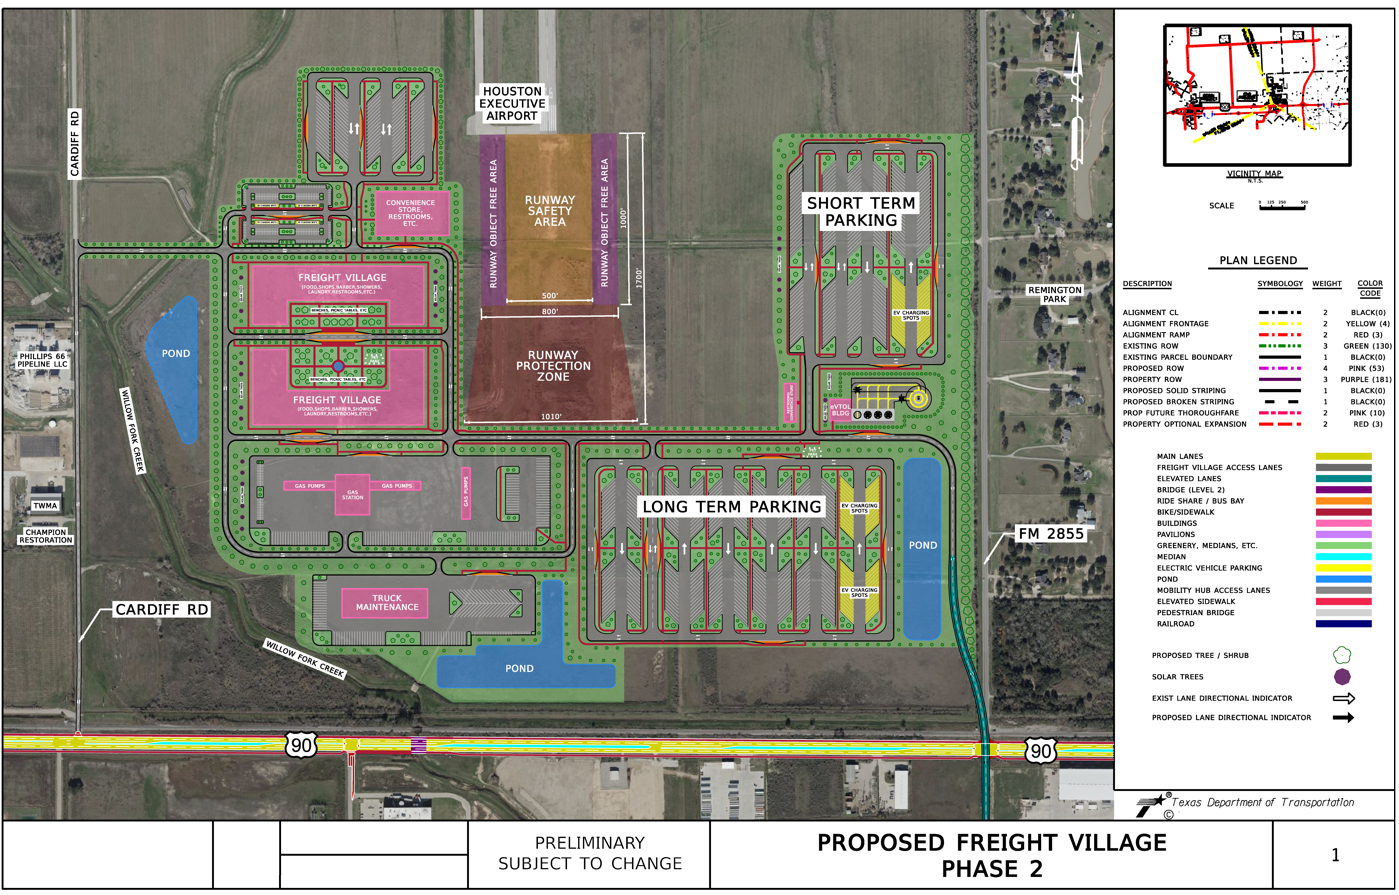 CARDIFF RD
HOUSTON
EXECUTIVE
AIRPORT
RUNWAY OBJECT FREE AREA
RUNWAY
SAFETY
AREA
RUNWAY OBJECT FREE AREA
1000'
1700'
500'
800'
RUNWAY
PROTECTION
ZONE
1010'
CONVENIENCE
STORE,
RESTROOMS,
ETC.
FREIGHT VILLAGE
(FOOD,SHOPS,BARBER,SHOWERS,
LAUNDRY,RESTROOMS,ETC.)
BENCHES, PICNIC TABLES, ETC
BENCHES, PICNIC TABLES, ETC
FREIGHT VILLAGE
(FOOD,SHOPS,BARBER,SHOWERS,
LAUNDRY,RESTROOMS,ETC.)
SHORT TERM
PARKING
EV CHARGING
SPOTS
eVTOL
BLDG
REMINGTON
PARK
POND
PHILLIPS 66
PIPELINE LLC
WILLOW FORK CREEK
TWMA
CHAMPION
RESTORATION
GAS PUMPS
GAS
STATION
GAS PUMPS
GAS PUMPS
LONG TERM PARKING
EV CHARGING
SPOTS
EV CHARGING
SPOTS
POND
FM 2855
CARDIFF RD
TRUCK
MAINTENANCE
WILLOW FORK CREEK
POND
90
90
VICINITY MAP
N.T.S.
SCALE
0 125 250 500
PLAN LEGEND
DESCRIPTION SYMBOLOGY WEIGHT COLOR
CODE
ALIGNMENT CL 2 BLACK(0)
ALIGNMENT FRONTAGE 2 YELLOW (4)
ALIGNMENT RAMP 2 RED (3)
EXISTING ROW 3 GREEN (130)
EXISTING PARCEL BOUNDARY 1 BLACK(0)
PROPOSED ROW 4 PINK (53)
PROPERTY ROW 3 PURPLE (181)
PROPOSED SOLID STRIPING 1 BLACK(0)
PROPOSED BROKEN STRIPING 1 BLACK(0)
PROP FUTURE THOROUGHFARE 2 PINK (10)
PROPERTY OPTIONAL EXPANSION 2 RED (3)
MAIN LANES
FREIGHT VILLAGE ACCESS LANES
ELEVATED LANES
BRIDGE (LEVEL 2)
RIDE SHARE / BUS BAY
BIKE/SIDEWALK
BUILDINGS
PAVILIONS
GREENERY, MEDIANS, ETC.
MEDIAN
ELECTRIC VEHICLE PARKING
POND
MOBILITY HUB ACCESS LANES
ELEVATED SIDEWALK
PEDESTRIAN BRIDGE
RAILROAD
PROPOSED TREE / SHRUB
SOLAR TREES
EXIST LANE DIRECTIONAL INDICATOR
PROPOSED LANE DIRECTIONAL INDICATOR
® Texas Department of Transportation
©
PRELIMINARY
SUBJECT TO CHANGE
PROPOSED FREIGHT VILLAGE
PHASE 2
1